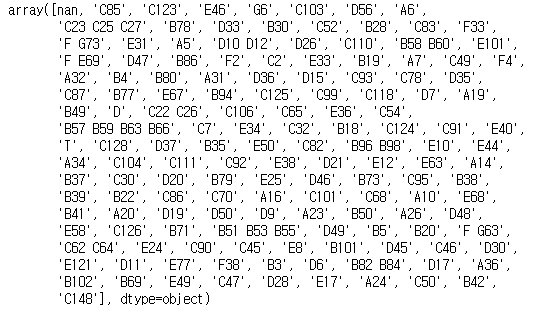 array([nan, 'C85', 'C123', 'E46', 'G6', 'C103', 'D56', 'A6',
'C23 C25 C27', 'B78', 'D33', 'B30', 'C52', 'B28', 'C83', 'F33',
'F G73', 'E31', 'A5', 'D10 D12', 'D26', 'C110', 'B58 B60', 'E101',
'F E69', 'D47', 'B86', 'F2', 'C2', 'E33', 'B19', 'A7', 'C49', 'F4',
'A32', 'B4', 'B80', 'A31', 'D36', 'D15', 'C93', 'C78', 'D35',
'C87', 'B77', 'E67', 'B94', 'C125', 'C99', 'C118', 'D7', 'A19',
'B49', 'D', 'C22 C26', 'C106', 'C65', 'E36', 'C54',
'B57 B59 B63 B66', 'C7', 'E34', 'C32', 'B18', 'C124', 'C91', 'E40',
'T', 'C128', 'D37', 'B35', 'E50', 'C82', 'B96 B98', 'E10', 'E44',
'A34', 'C104', 'C111', 'C92', 'E38', 'D21', 'E12', 'E63', 'A14',
'B37', 'C30', 'D20', 'B79', 'E25', 'D46', 'B73', 'C95', 'B38',
'B39', 'B22', 'C86', 'C70', 'A16', 'C101', 'C68', 'A10', 'E68',
'B41', 'A20', 'D19', 'D50', 'D9', 'A23', 'B50', 'A26', 'D48',
'E58', 'C126', 'B71', 'B51 B53 B55', 'D49', 'B5', 'B20', 'F G63',
'C62 C64', 'E24', 'C90', 'C45', 'E8', 'B101', 'D45', 'C46', 'D30',
'E121', 'D11', 'E77', 'F38', 'B3', 'D6', 'B82 B84', 'D17', 'A36',
'B102', 'B69', 'E49', 'C47', 'D28', 'E17', 'A24', 'C50', 'B42',
'C148'], dtype=object)